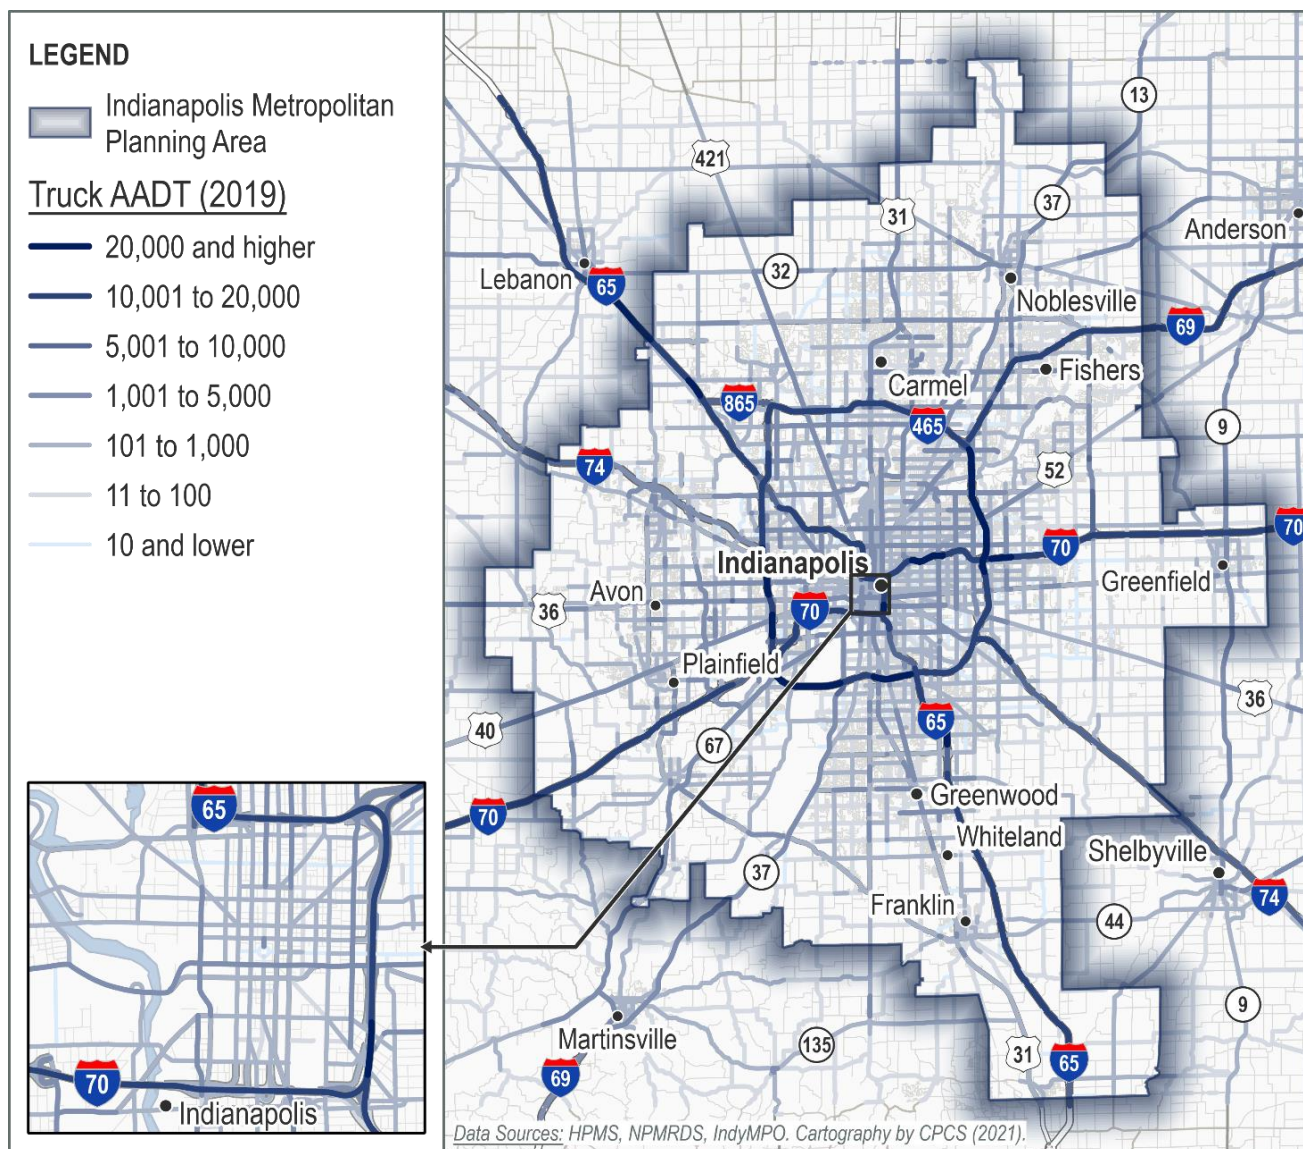 LEGEND
Indianapolis Metropolitan
Planning Area
Truck AADT (2019)
20,000 and higher
10,001 to 20,000
5,001 to 10,000
1,001 to 5,000
101 to 1,000
11 to 100
10 and lower
13
421
37
31
Anderson
32
Lebanon
65
Noblesville
69
Carmel
Fishers
865
465
9
74
52
70
70
Indianapolis
Greenfield
Avon
36
70
Plainfield
36
40
67
65
70
Greenwood
Whiteland
Shelbyville
37
74
Franklin
44
9
Martinsville
135
31
65
69
65
70
Indianapolis
Data Sources: HPMS, NPMRDS, IndyMPO. Cartography by CPCS (2021).